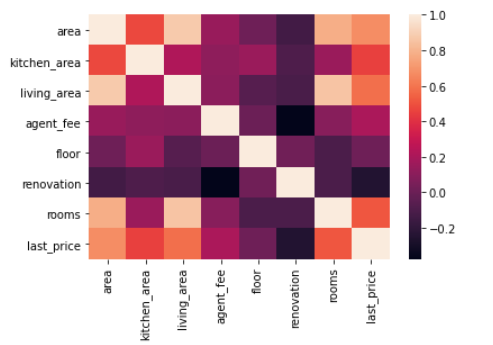 area
kitchen_area
living_area
agent_fee
floor
renovation
rooms
last_price
area
kitchen_area
living_area
agent_fee
floor
renovation
rooms
last_price
1.0
0.8
0.6
0.4
0.2
0.0
−0.2